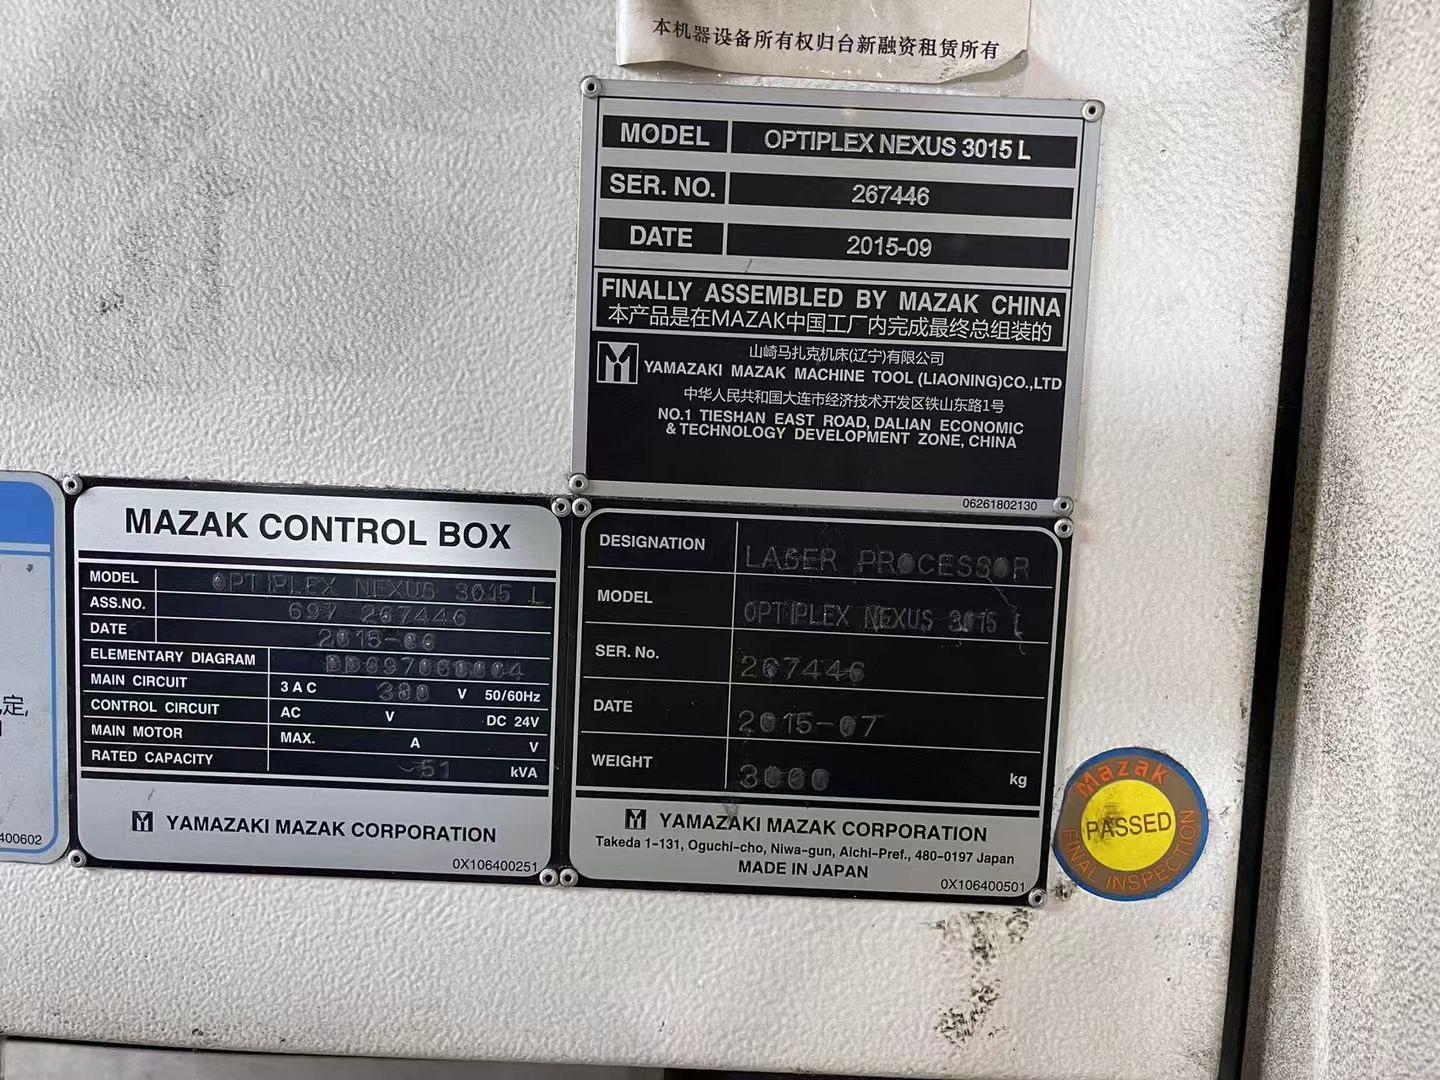 本机器设备所有权归台新融资租赁所有
MODEL OPTIPLEX NEXUS 3015 L
SER. NO. 267446
DATE 2015-09
FINALLY ASSEMBLED BY MAZAK CHINA
本产品是在MAZAK中国工厂内完成最终总组装的
山崎马扎克机床(辽宁)有限公司
YAMAZAKI MAZAK MACHINE TOOL (LIAONING)CO.,LTD
中华人民共和国大连市经济技术开发区铁山东路1号
NO.1 TIESHAN EAST ROAD, DALIAN ECONOMIC
& TECHNOLOGY DEVELOPMENT ZONE, CHINA
06261802130
定,
400602
MAZAK CONTROL BOX
MODEL OPTIPLEX NEXUS 3015 L
ASS.NO. 697 267446
DATE 2015-06
ELEMENTARY DIAGRAM
MAIN CIRCUIT 3 A C 380 V 50/60Hz
CONTROL CIRCUIT AC V DC 24V
MAIN MOTOR MAX. A V
RATED CAPACITY 51 kVA
YAMAZAKI MAZAK CORPORATION
0X106400251
DESIGNATION LASER PROCESSOR
MODEL OPTIPLEX NEXUS 3015 L
SER. No. 267446
DATE 2015-07
WEIGHT 3000 kg
YAMAZAKI MAZAK CORPORATION
Takeda 1-131, Oguchi-cho, Niwa-gun, Aichi-Pref., 480-0197 Japan
MADE IN JAPAN
0X106400501
Mazak
PASSED
FINAL INSPECTION